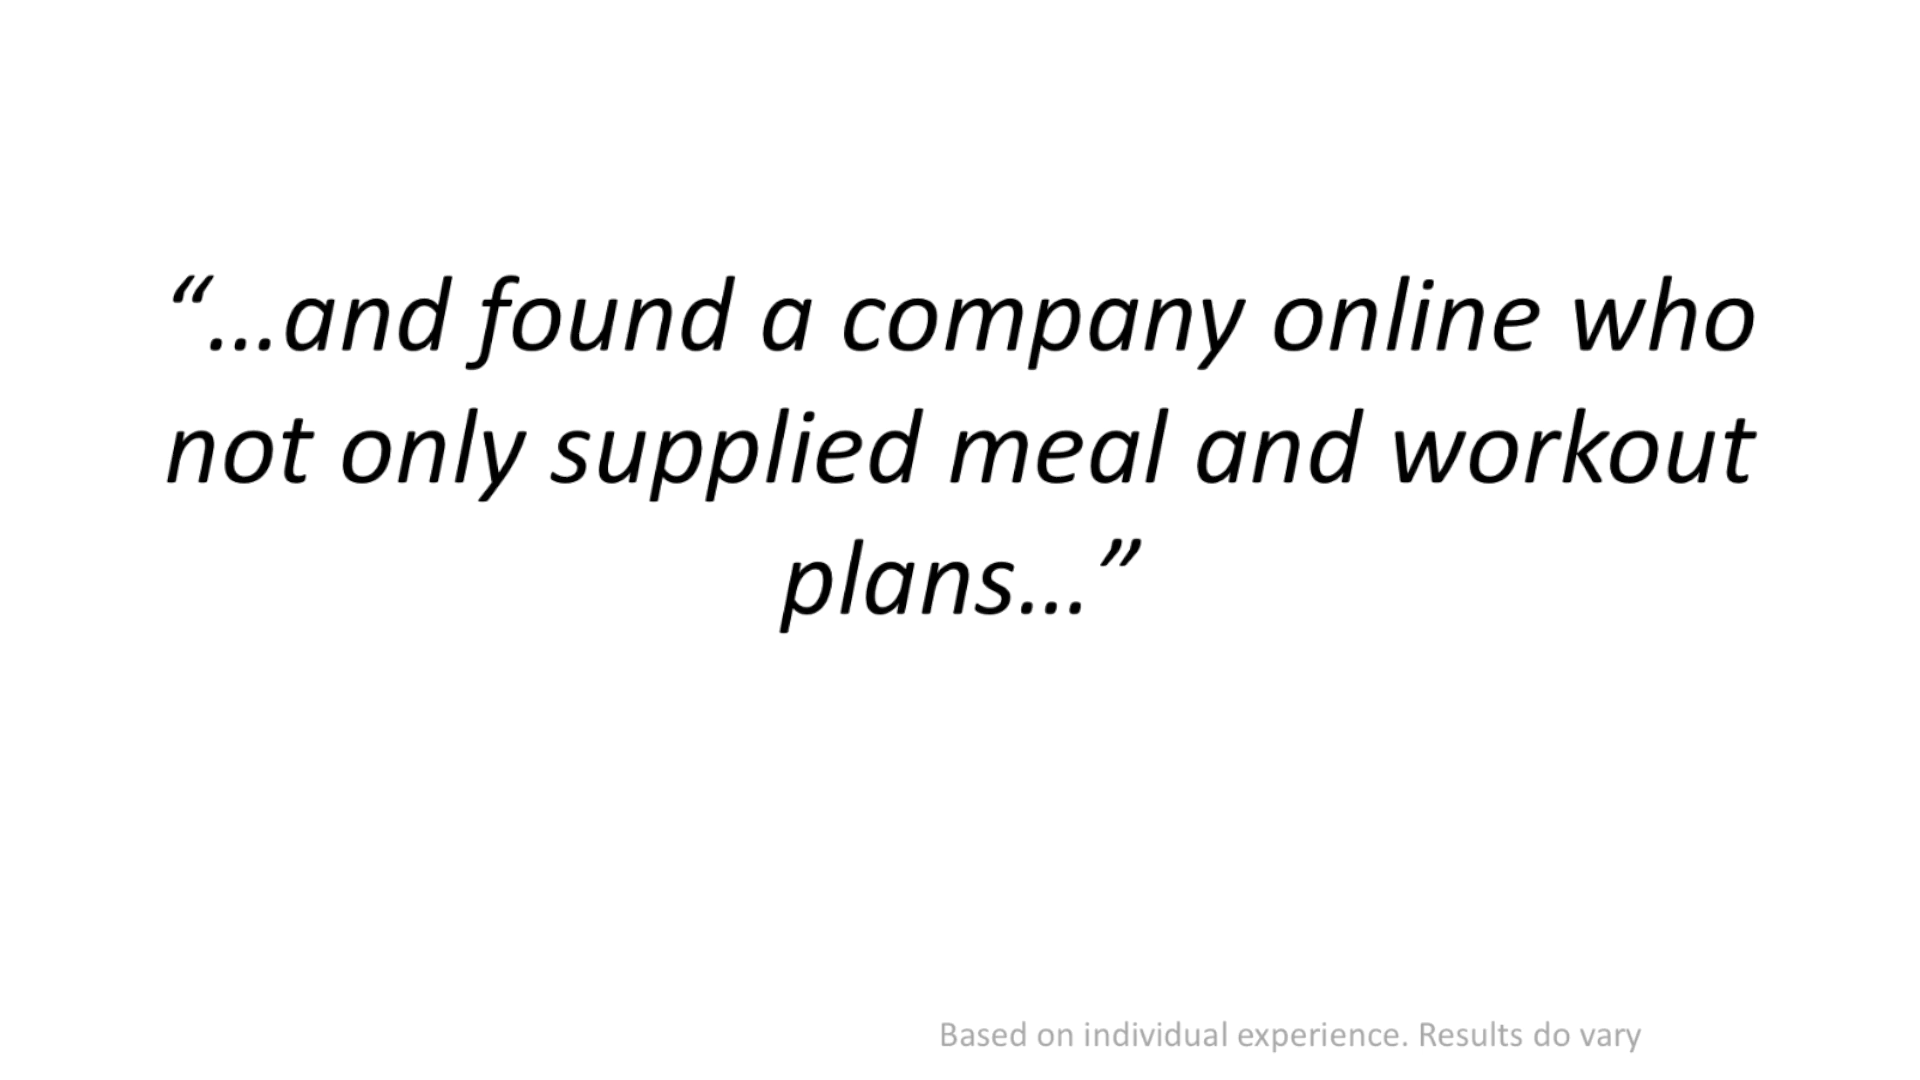 “…and found a company online who
not only supplied meal and workout
plans…”
Based on individual experience. Results do vary